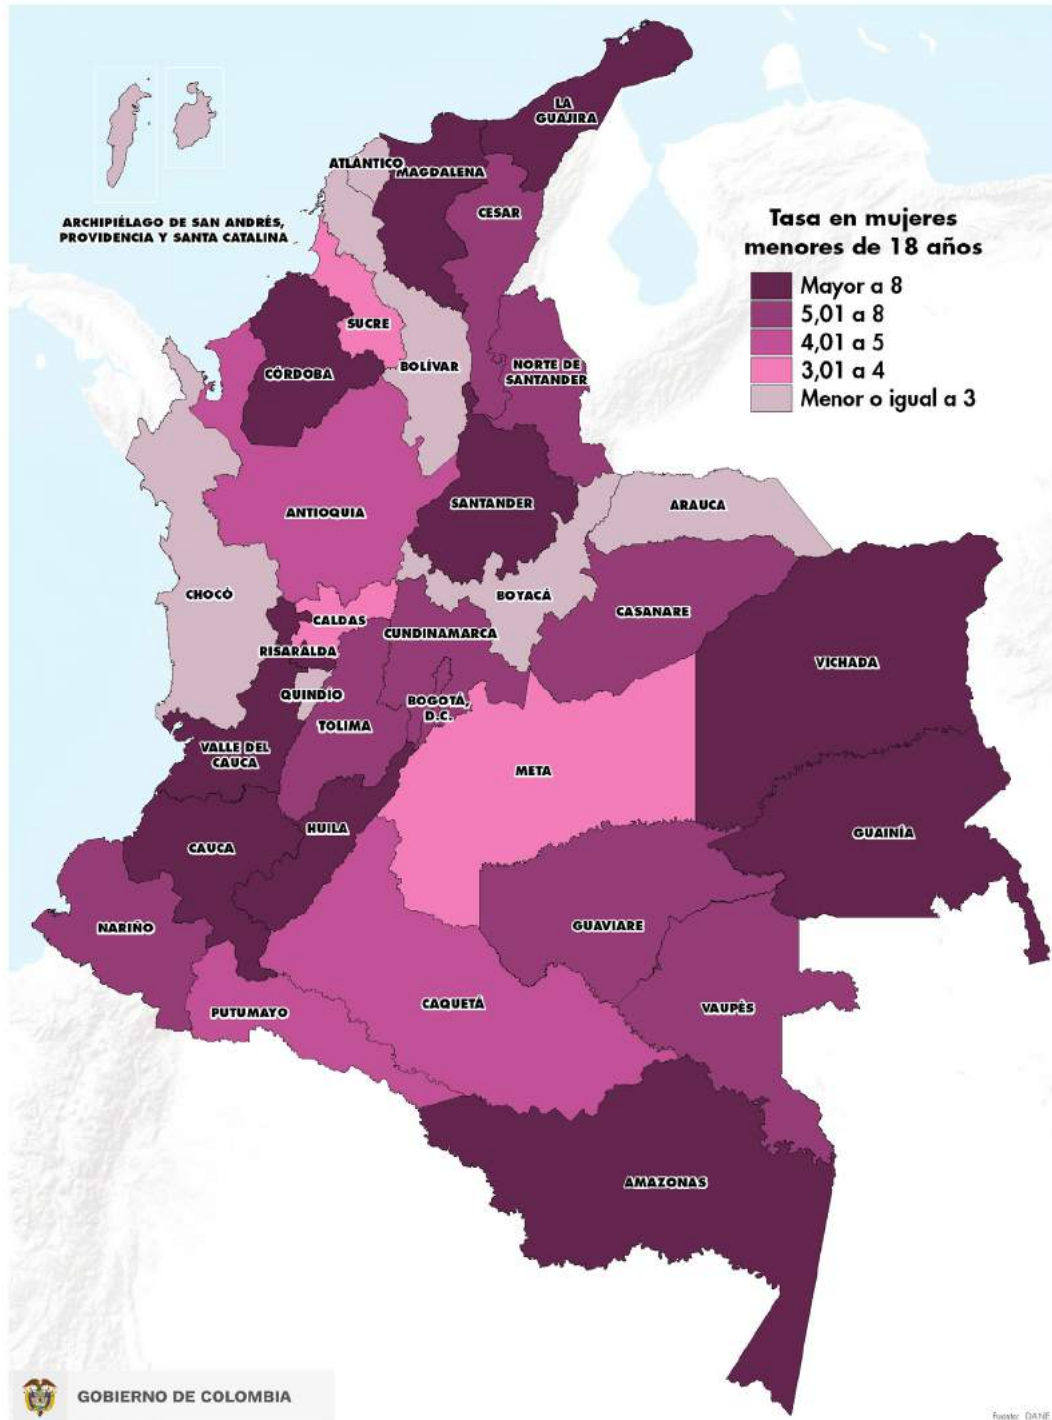 LA
GUAJIRA
ATLÁNTICO
MAGDALENA
CESAR
ARCHIPIÉLAGO DE SAN ANDRÉS,
PROVIDENCIA Y SANTA CATALINA
Tasa en mujeres
menores de 18 años
Mayor a 8
5,01 a 8
4,01 a 5
3,01 a 4
Menor o igual a 3
SUCRE
BOLÍVAR
CÓRDOBA
NORTE DE
SANTANDER
ANTIOQUIA
SANTANDER
ARAUCA
CHOCÓ
BOYACÁ
CASANARE
CALDAS
CUNDINAMARCA
RISARALDA
VICHADA
QUINDÍO
BOGOTÁ,
D.C.
TOLIMA
VALLE DEL
CAUCA
META
HUILA
GUAINÍA
CAUCA
NARIÑO
GUAVIARE
PUTUMAYO
CAQUETÁ
VAUPÉS
AMAZONAS
GOBIERNO DE COLOMBIA
Fuente: DANE